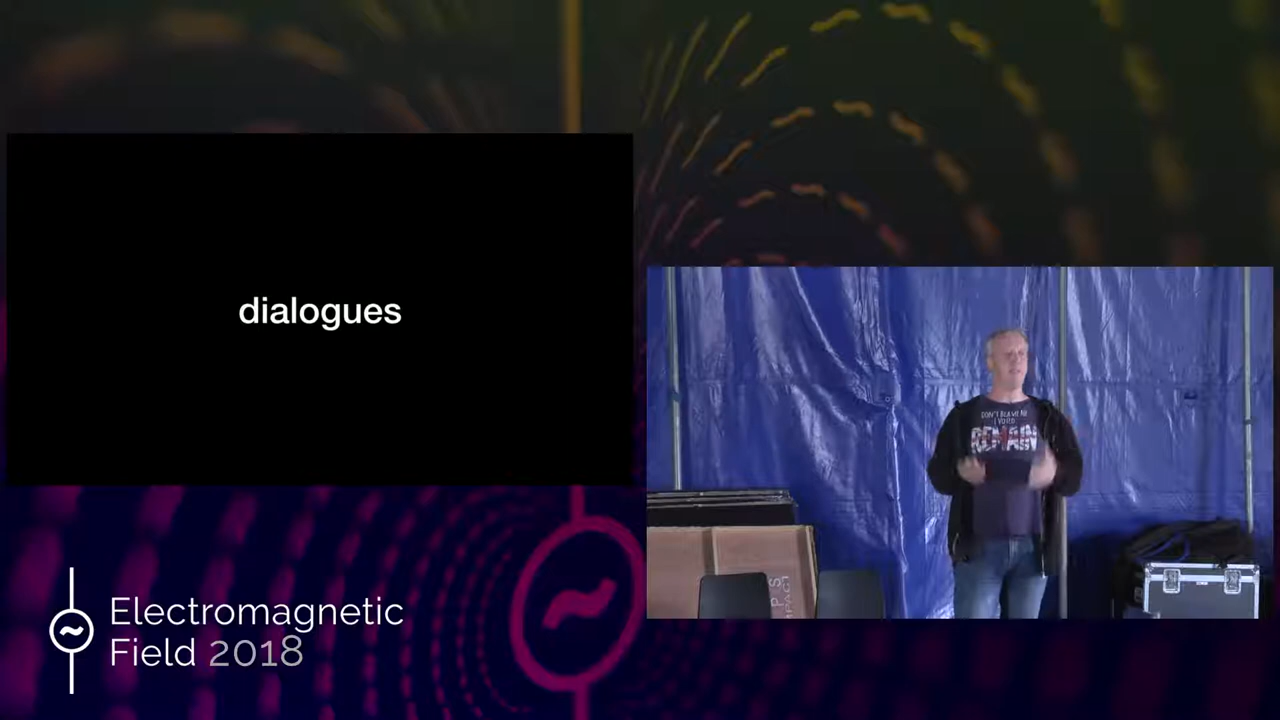 dialogues
DON'T BLAME ME
I VOTED
REMAIN
Electromagnetic
Field 2018